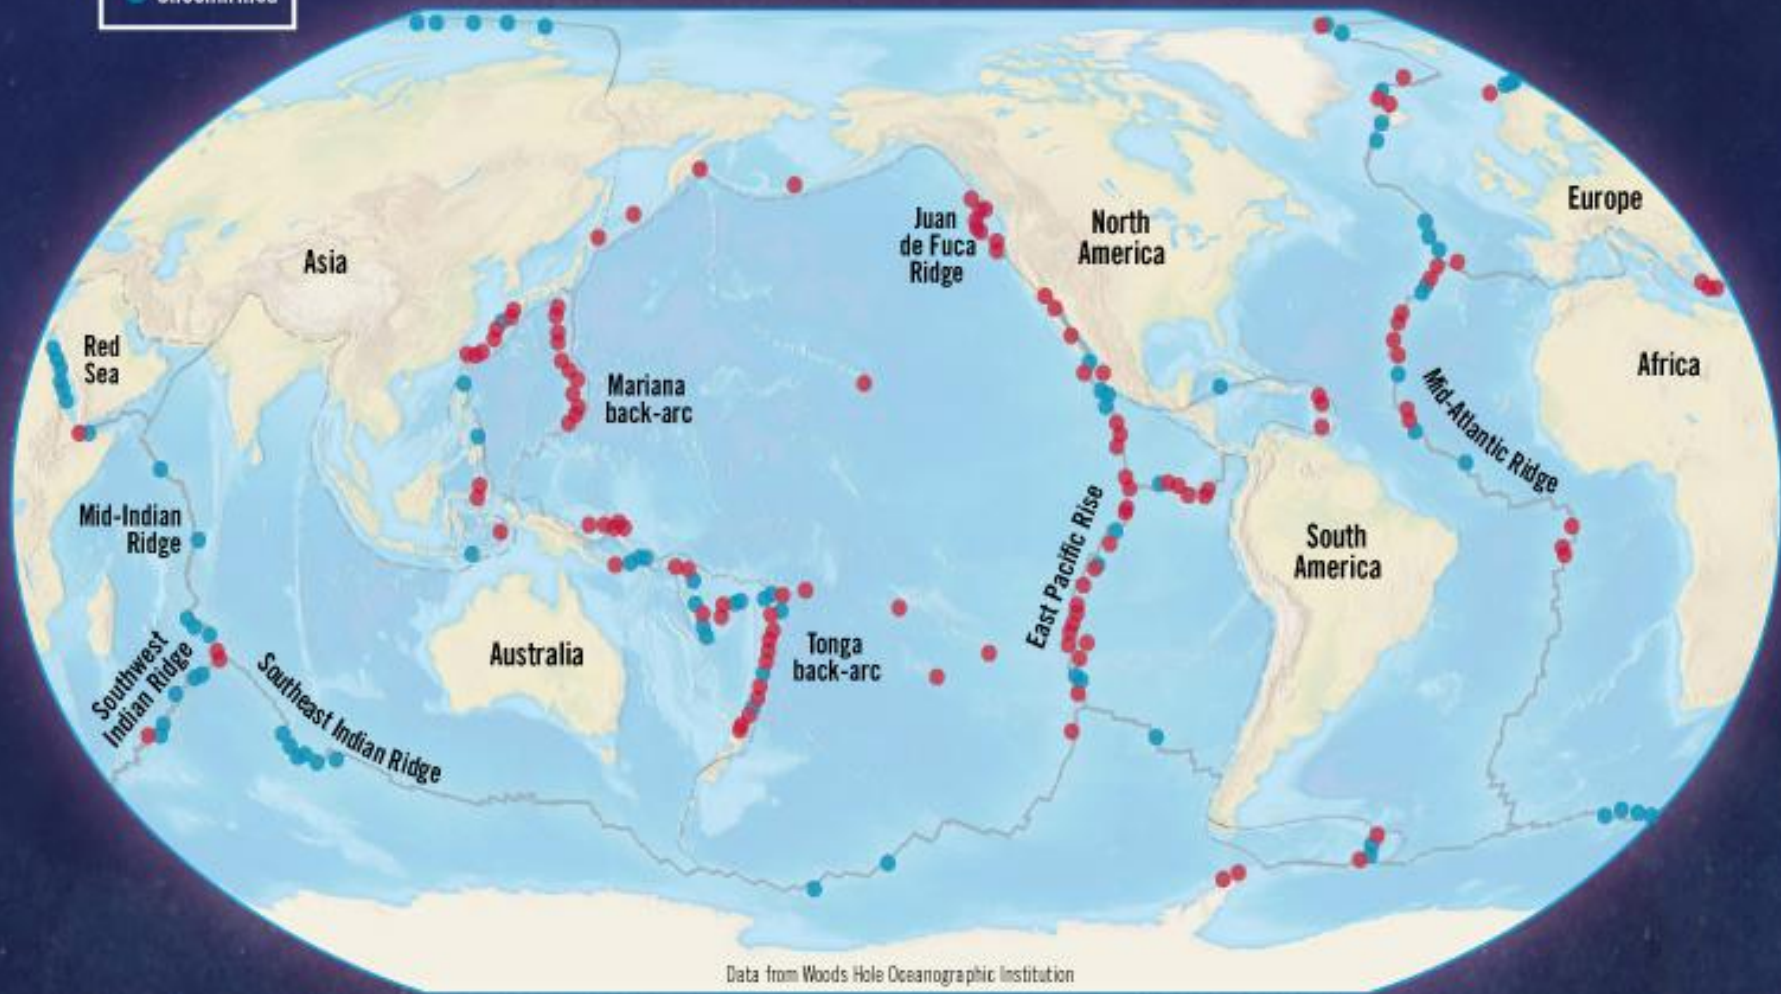 Asia
Europe
North
America
Juan
de Fuca
Ridge
Red
Sea
Mariana
back-arc
Africa
Mid-Atlantic Ridge
Mid-Indian
Ridge
East Pacific Rise
South
America
Southwest
Indian Ridge
Southeast Indian Ridge
Australia
Tonga
back-arc
Data from Woods Hole Oceanographic Institution